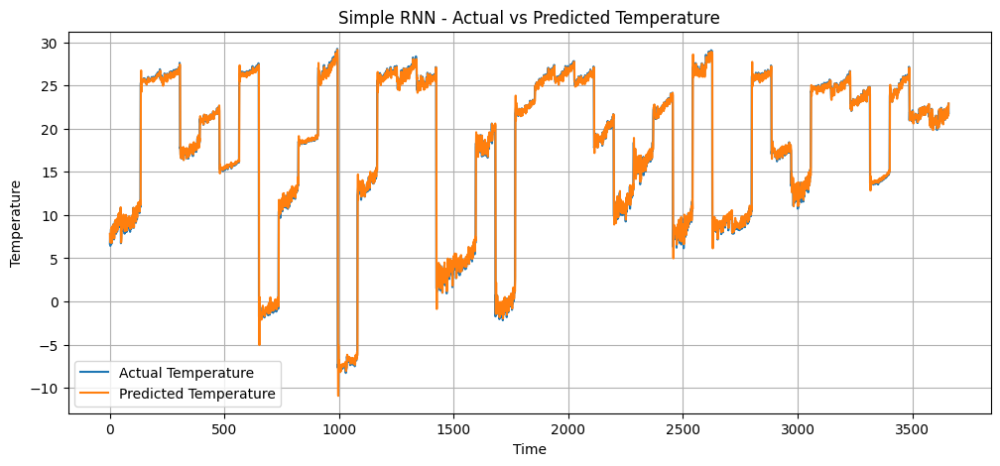 Simple RNN - Actual vs Predicted Temperature
30
25
20
15
10
5
0
−5
−10
Temperature
Actual Temperature
Predicted Temperature
0 500 1000 1500 2000 2500 3000 3500
Time